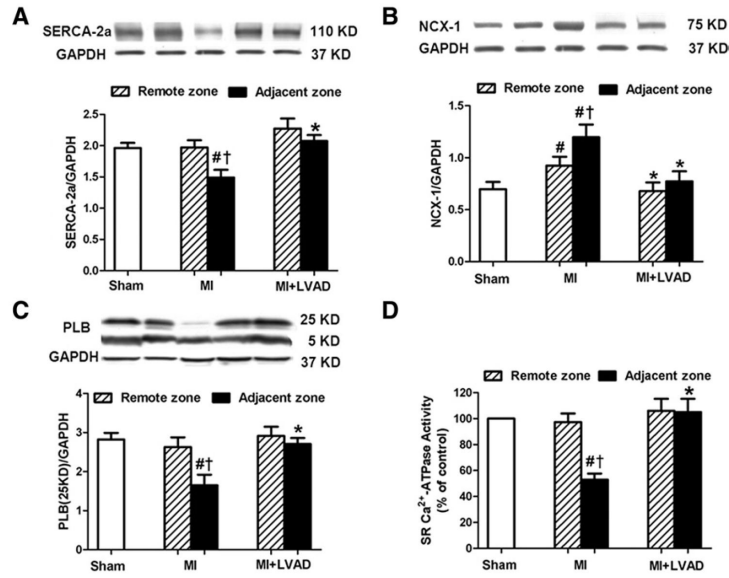 A
SERCA-2a
110 KD
GAPDH
37 KD
Remote zone Adjacent zone
SERCA-2a/GAPDH
2.5
2.0
1.5
1.0
0.5
0.0
#†
*
Sham MI MI+LVAD
B
NCX-1
75 KD
GAPDH
37 KD
Remote zone Adjacent zone
NCX-1/GAPDH
1.5
1.0
0.5
0.0
#
#†
*
*
Sham MI MI+LVAD
C
PLB
25 KD
5 KD
GAPDH
37 KD
Remote zone Adjacent zone
PLB(25KD)/GAPDH
4
3
2
1
0
#†
*
Sham MI MI+LVAD
D
Remote zone Adjacent zone
SR Ca²⁺-ATPase Activity
(% of control)
120
100
80
60
40
20
0
#†
*
Sham MI MI+LVAD